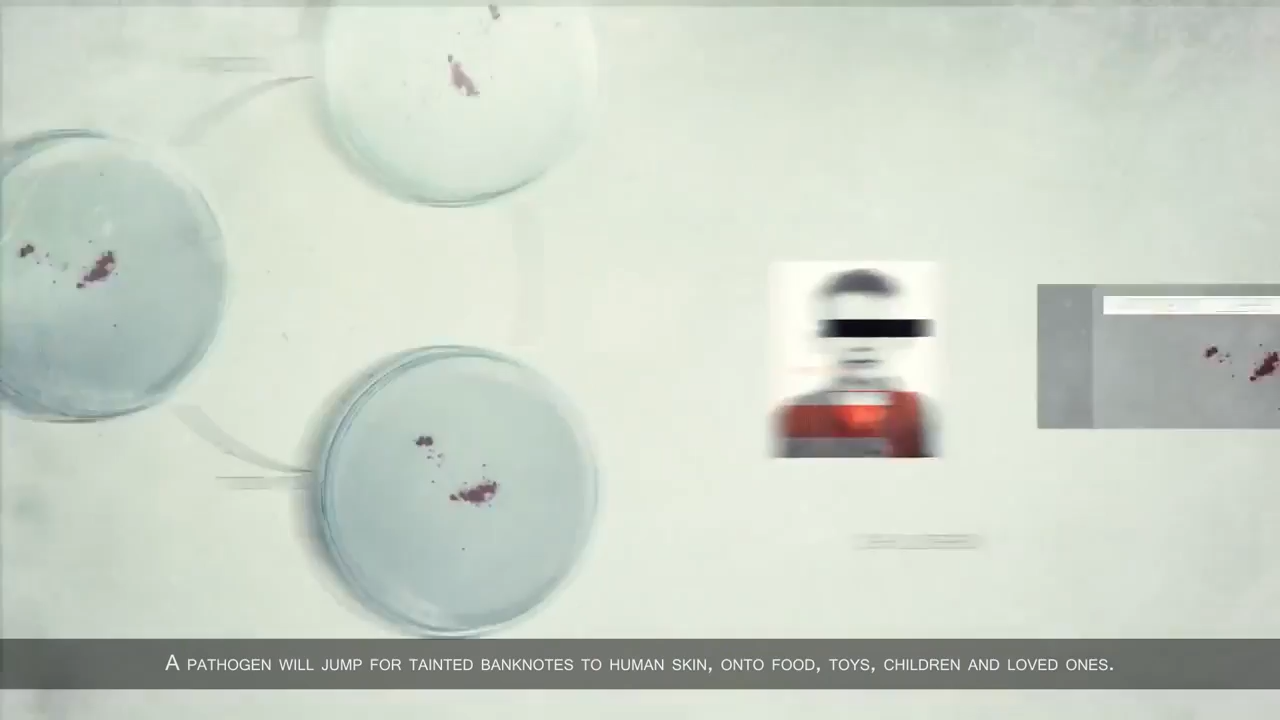 A PATHOGEN WILL JUMP FOR TAINTED BANKNOTES TO HUMAN SKIN, ONTO FOOD, TOYS, CHILDREN AND LOVED ONES.